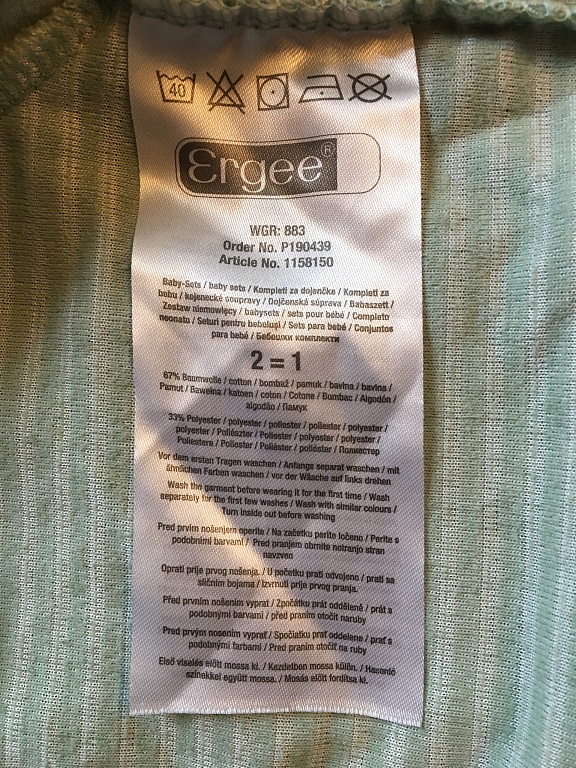 40
Ergee®
WGR: 883
Order No. P190439
Article No. 1158150
Baby-Sets / baby sets / Kompleti za dojenčke / Kompleti za
bebu / kojenecké soupravy / Dojčenská súprava / Babaszett /
Zestaw niemowlęcy / babysets / sets pour bébé / Completo
neonato / Seturi pentru bebeluși / Sets para bebé / Conjuntos
para bebé / Бебешки комплекти
2 = 1
67% Baumwolle / cotton / bombaž / pamuk / bavlna / bavlna /
Pamut / Bawełna / katoen / coton / Cotone / Bumbac / Algodón /
algodão / Памук
33% Polyester / polyester / poliester / poliester / polyester /
polyester / Poliészter / Poliester / polyester / polyester /
Poliestere / Poliester / Poliéster / poliéster / Полиестер
Vor dem ersten Tragen waschen / Anfangs separat waschen / mit
ähnlichen Farben waschen / vor der Wäsche auf links drehen
Wash the garment before wearing it for the first time / Wash
separately for the first few washes / Wash with similar colours /
Turn inside out before washing
Pred prvim nošenjem operite / Na začetku perite ločeno / Perite s
podobnimi barvami / Pred pranjem obrnite notranjo stran
navzven
Oprati prije prvog nošenja. / U početku prati odvojeno / prati sa
sličnim bojama / Izvrnuti prije prvog pranja.
Před prvním nošením vyprat / Zpočátku prát odděleně / prát s
podobnými barvami / před praním otočit naruby
Pred prvým nosením vyprať / Spočiatku prať oddelene / prať s
podobnými farbami / Pred praním otočiť na ruby
Első viselés előtt mossa ki. / Kezdetben mossa külön. / Hasonló
színekkel együtt mossa. / Mosás előtt fordítsa ki.